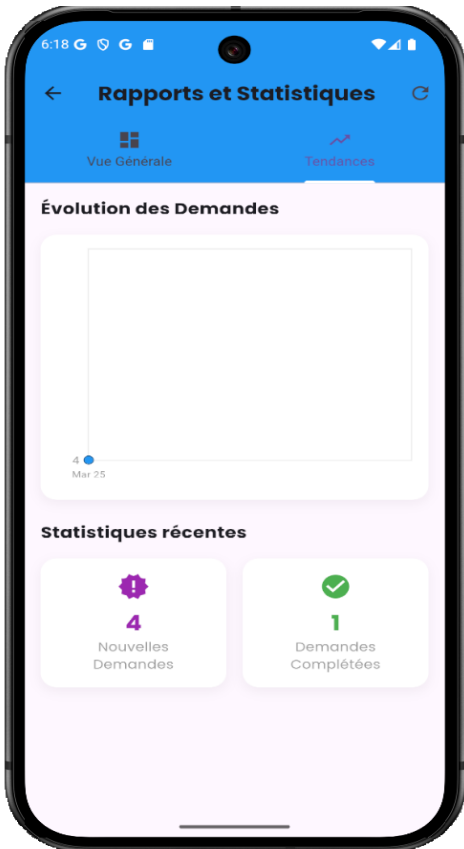 6:18 G G
Rapports et Statistiques
Vue Générale
Tendances
Évolution des Demandes
4
Mar 25
Statistiques récentes
4
Nouvelles
Demandes
1
Demandes
Complétées